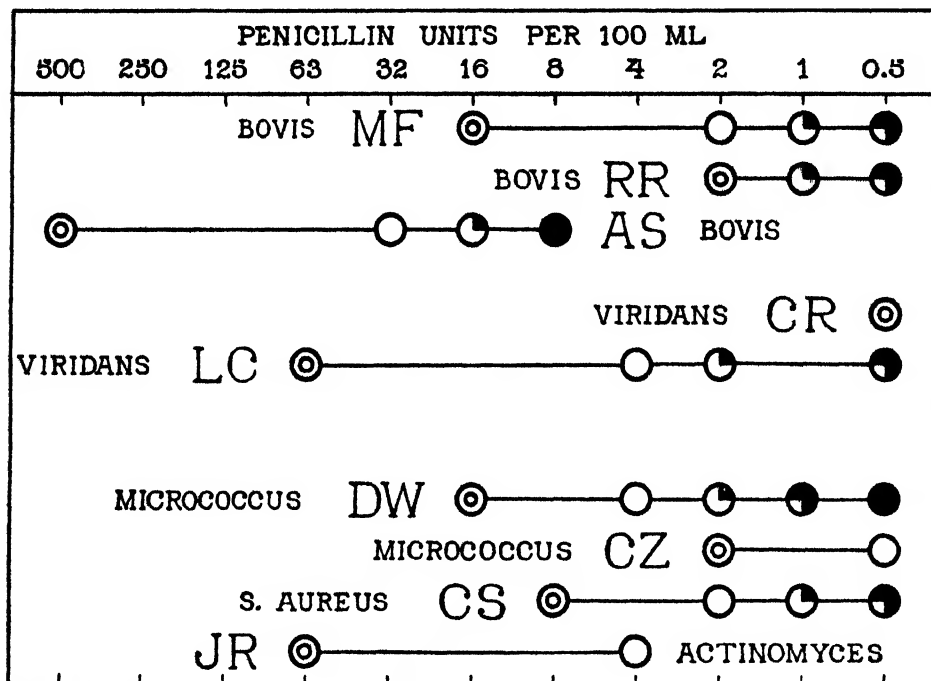 PENICILLIN UNITS PER 100 ML
500 250 125 63 32 16 8 4 2 1 0.5
BOVIS MF
BOVIS RR
AS BOVIS
VIRIDANS CR
VIRIDANS LC
MICROCOCCUS DW
MICROCOCCUS CZ
S. AUREUS CS
JR ACTINOMYCES